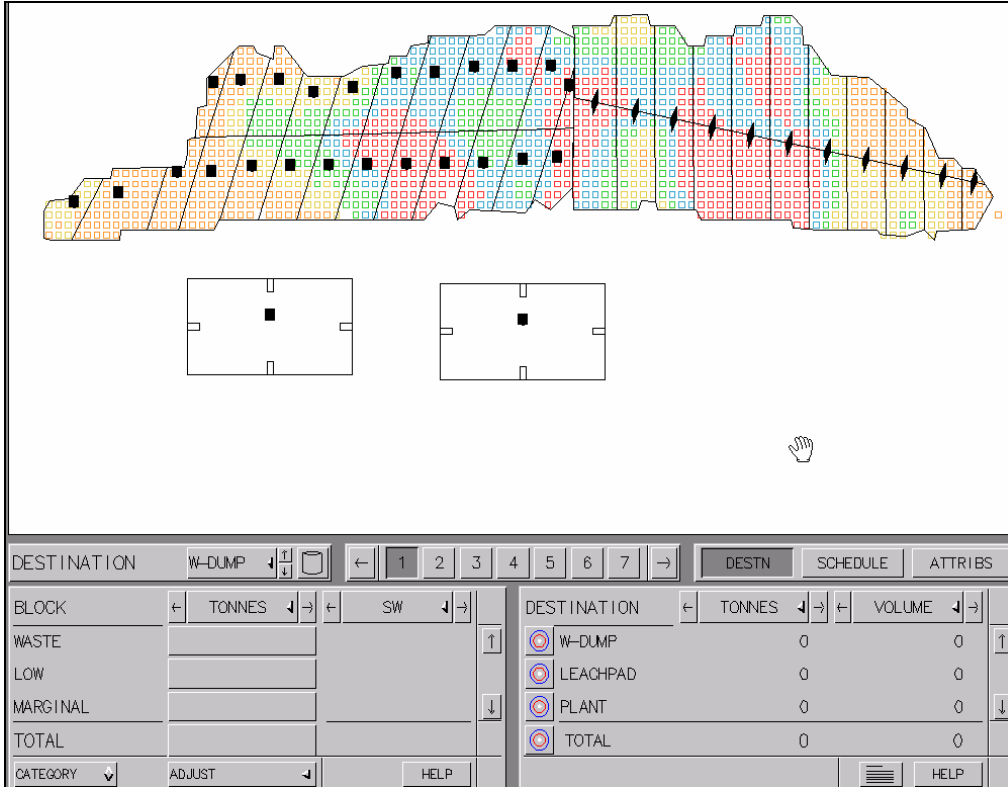 DESTINATION W-DUMP ← 1 2 3 4 5 6 7 → DESTN SCHEDULE ATTRIBS
BLOCK ← TONNES → ← SW → DESTINATION ← TONNES → ← VOLUME →
WASTE ↑ W-DUMP 0 0 ↑
LOW LEACHPAD 0 0
MARGINAL ↓ PLANT 0 0 ↓
TOTAL TOTAL 0 0
CATEGORY ADJUST HELP HELP